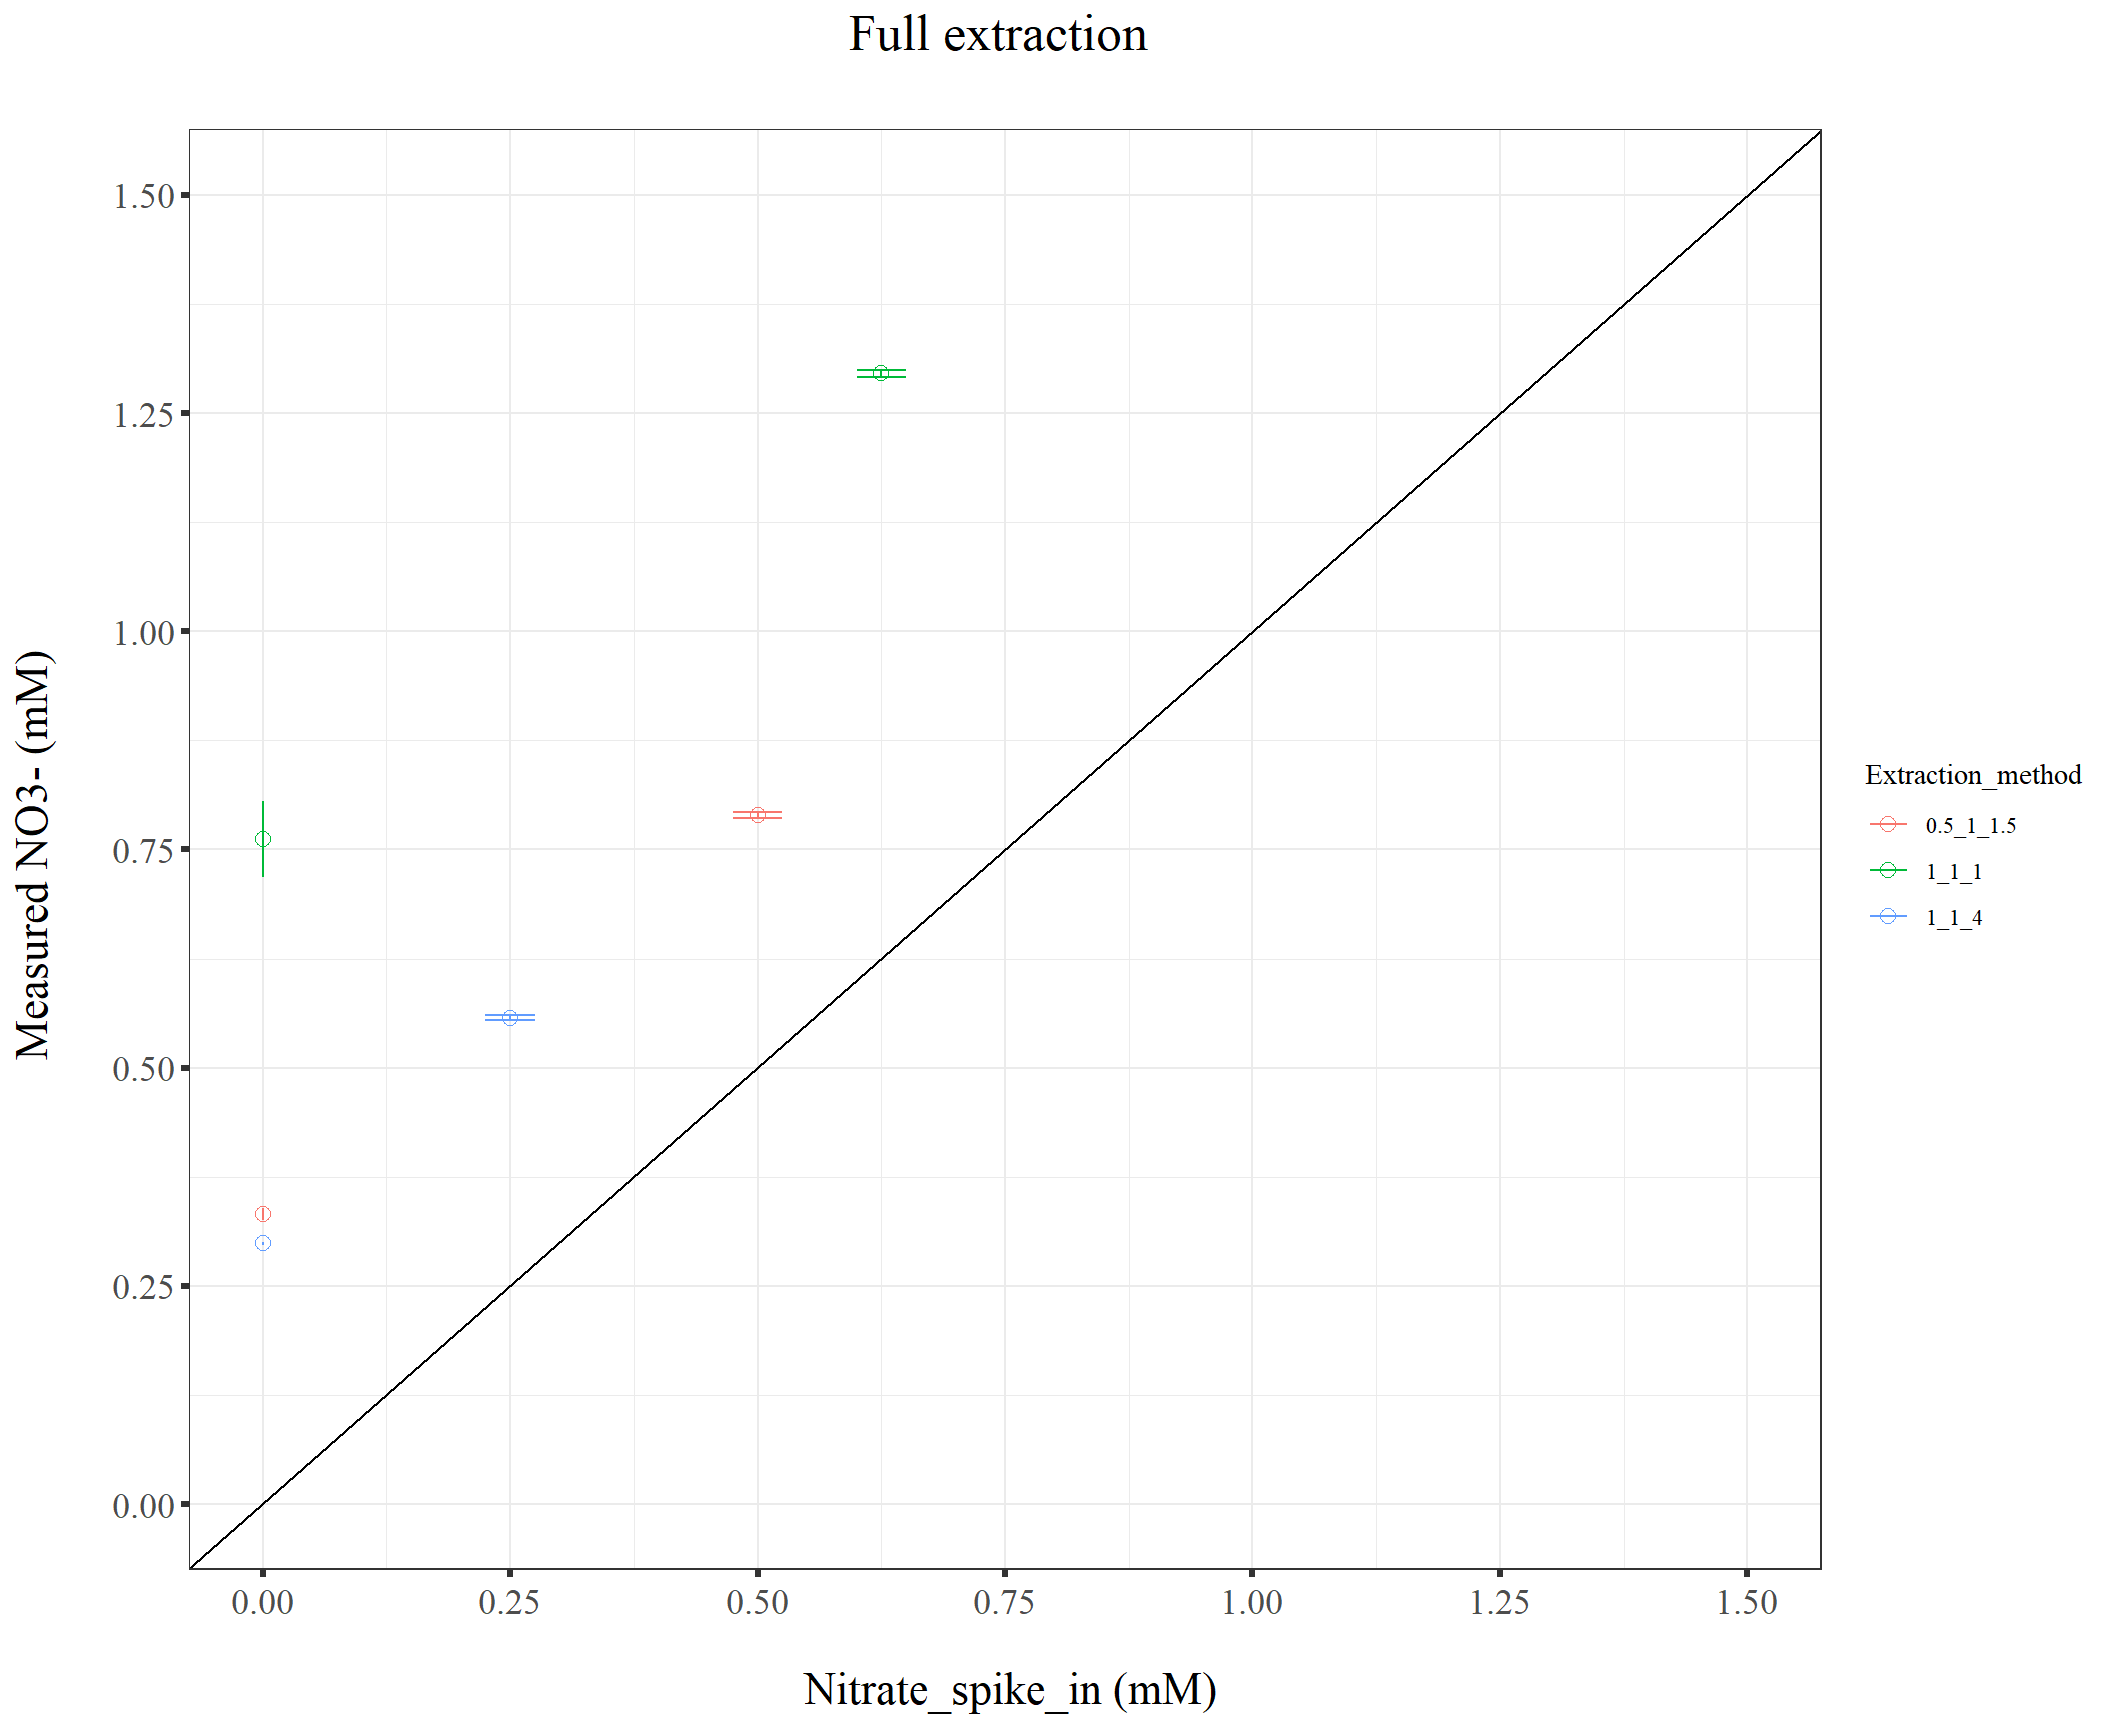 Full extraction
Measured NO3- (mM)
1.50
1.25
1.00
0.75
0.50
0.25
0.00
0.00 0.25 0.50 0.75 1.00 1.25 1.50
Nitrate_spike_in (mM)
Extraction_method
0.5_1_1.5
1_1_1
1_1_4